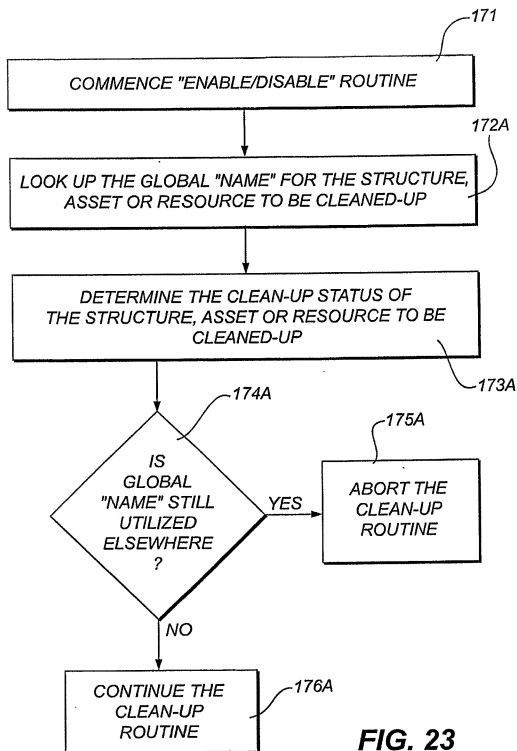 171
COMMENCE "ENABLE/DISABLE" ROUTINE
172A
LOOK UP THE GLOBAL "NAME" FOR THE STRUCTURE,
ASSET OR RESOURCE TO BE CLEANED-UP
DETERMINE THE CLEAN-UP STATUS OF
THE STRUCTURE, ASSET OR RESOURCE TO BE
CLEANED-UP
173A
174A
IS
GLOBAL
"NAME" STILL
UTILIZED
ELSEWHERE
?
YES
175A
ABORT THE
CLEAN-UP
ROUTINE
NO
CONTINUE THE
CLEAN-UP
ROUTINE
176A
FIG. 23